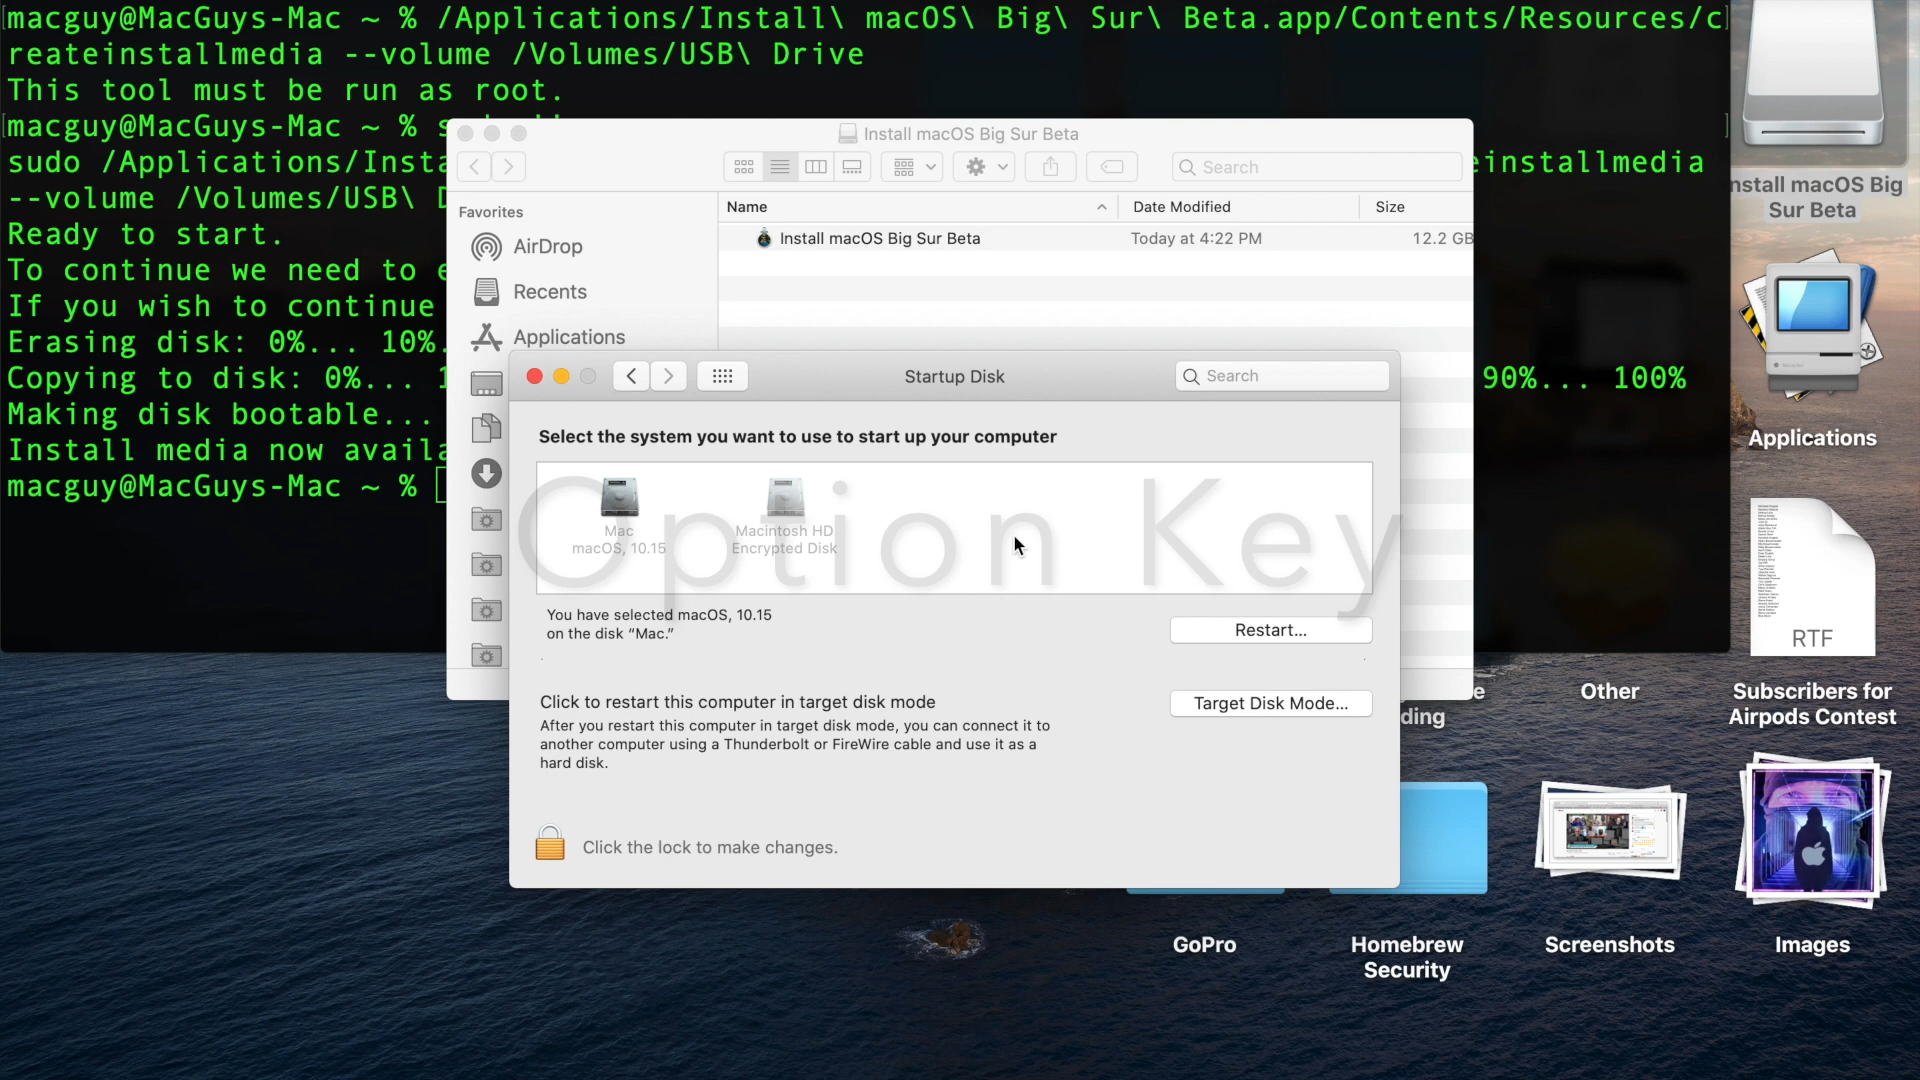 macguy@MacGuys-Mac ~ % /Applications/Install\ macOS\ Big\ Sur\ Beta.app/Contents/Resources/c
reateinstallmedia --volume /Volumes/USB\ Drive
This tool must be run as root.
macguy@MacGuys-Mac ~ %
sudo /Applications/Insta
einstallmedia
--volume /Volumes/USB\
Ready to start.
To continue we need to
If you wish to continue
Erasing disk: 0%... 10%.
Copying to disk: 0%...
90%... 100%
Making disk bootable...
Install media now availa
macguy@MacGuys-Mac ~ %
Install macOS Big Sur Beta
Search
Favorites
AirDrop
Recents
Applications
Name
Date Modified
Size
Install macOS Big Sur Beta
Today at 4:22 PM
12.2 GB
Startup Disk
Search
Select the system you want to use to start up your computer
Mac
macOS, 10.15
Macintosh HD
Encrypted Disk
Option Key
You have selected macOS, 10.15
on the disk “Mac.”
Restart...
Click to restart this computer in target disk mode
Target Disk Mode...
After you restart this computer in target disk mode, you can connect it to
another computer using a Thunderbolt or FireWire cable and use it as a
hard disk.
Click the lock to make changes.
nstall macOS Big
Sur Beta
Applications
RTF
e
ding
Other
Subscribers for
Airpods Contest
GoPro
Homebrew
Security
Screenshots
Images